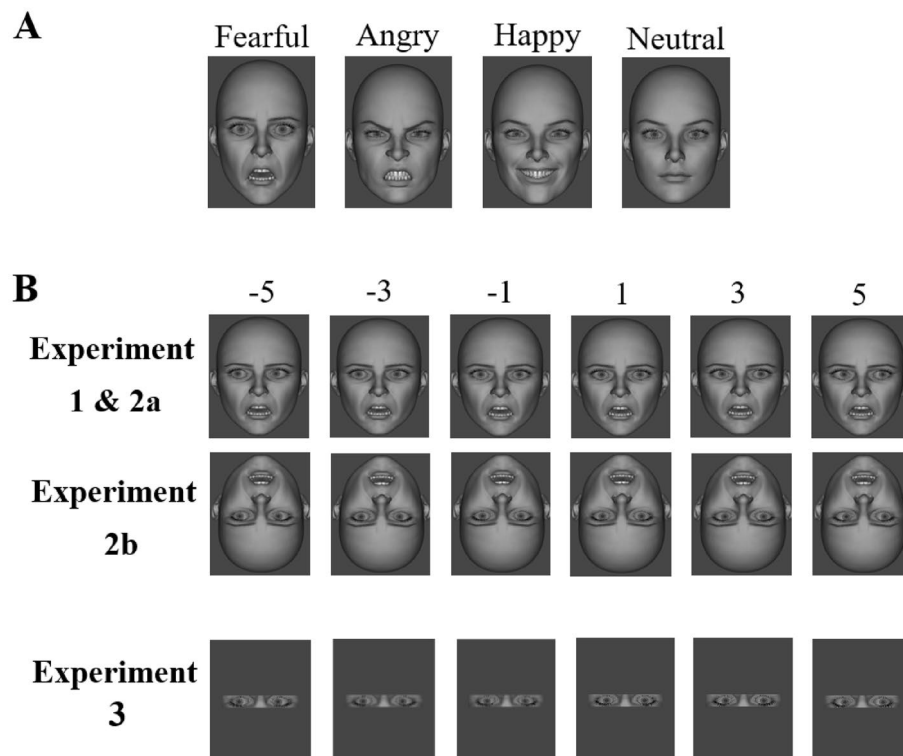 A
Fearful Angry Happy Neutral
B
-5 -3 -1 1 3 5
Experiment
1 & 2a
Experiment
2b
Experiment
3